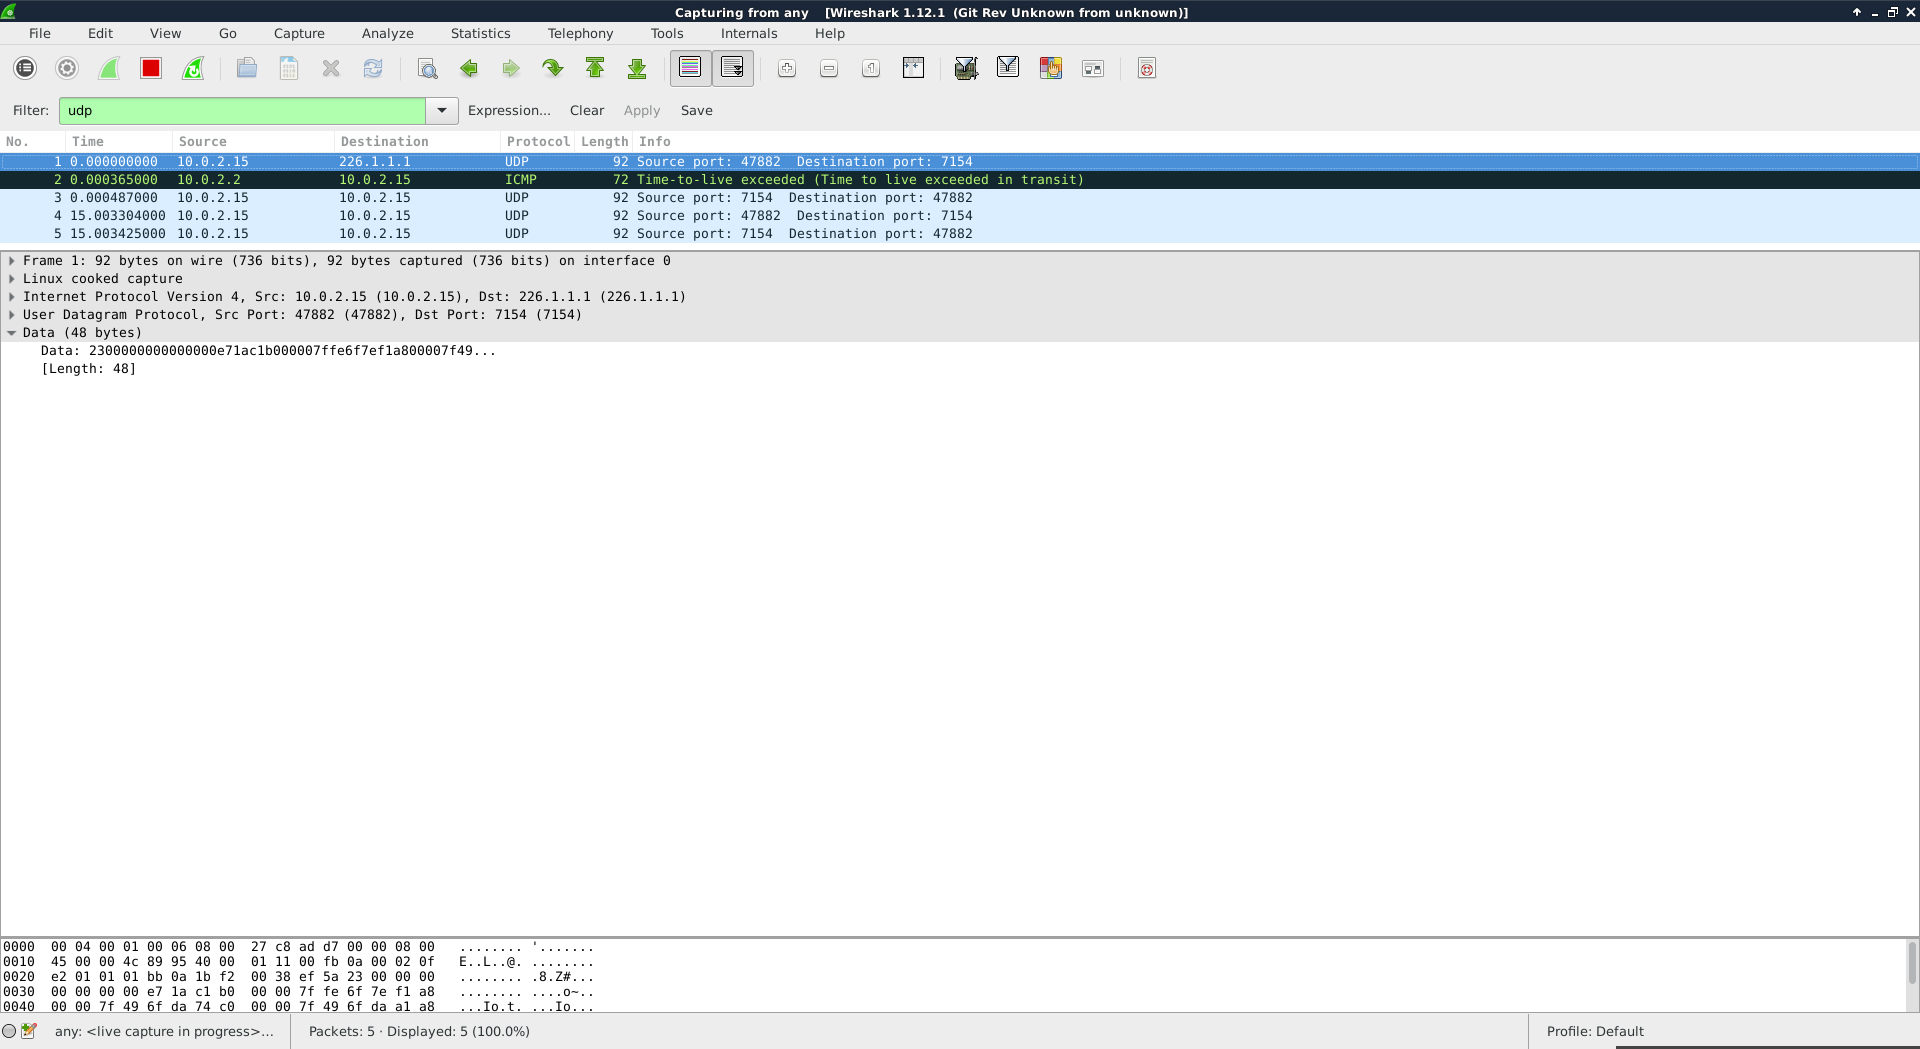 Capturing from any    [Wireshark 1.12.1  (Git Rev Unknown from unknown)]
File Edit View Go Capture Analyze Statistics Telephony Tools Internals Help
Filter: udp Expression... Clear Apply Save
No. Time Source Destination Protocol Length Info
1 0.000000000 10.0.2.15 226.1.1.1 UDP 92 Source port: 47882  Destination port: 7154
2 0.000365000 10.0.2.2 10.0.2.15 ICMP 72 Time-to-live exceeded (Time to live exceeded in transit)
3 0.000487000 10.0.2.15 10.0.2.15 UDP 92 Source port: 7154  Destination port: 47882
4 15.003304000 10.0.2.15 10.0.2.15 UDP 92 Source port: 47882  Destination port: 7154
5 15.003425000 10.0.2.15 10.0.2.15 UDP 92 Source port: 7154  Destination port: 47882
Frame 1: 92 bytes on wire (736 bits), 92 bytes captured (736 bits) on interface 0
Linux cooked capture
Internet Protocol Version 4, Src: 10.0.2.15 (10.0.2.15), Dst: 226.1.1.1 (226.1.1.1)
User Datagram Protocol, Src Port: 47882 (47882), Dst Port: 7154 (7154)
Data (48 bytes)
Data: 2300000000000000e71ac1b000007ffe6f7ef1a800007f49...
[Length: 48]
0000  00 04 00 01 00 06 08 00  27 c8 ad d7 00 00 08 00   ........ '.......
0010  45 00 00 4c 89 95 40 00  01 11 00 fb 0a 00 02 0f   E..L..@. ........
0020  e2 01 01 01 bb 0a 1b f2  00 38 ef 5a 23 00 00 00   ........ .8.Z#...
0030  00 00 00 00 e7 1a c1 b0  00 00 7f fe 6f 7e f1 a8   ........ ....o~..
0040  00 00 7f 49 6f da 74 c0  00 00 7f 49 6f da a1 a8   ...Io.t. ...Io...
any: <live capture in progress>... Packets: 5 · Displayed: 5 (100.0%) Profile: Default